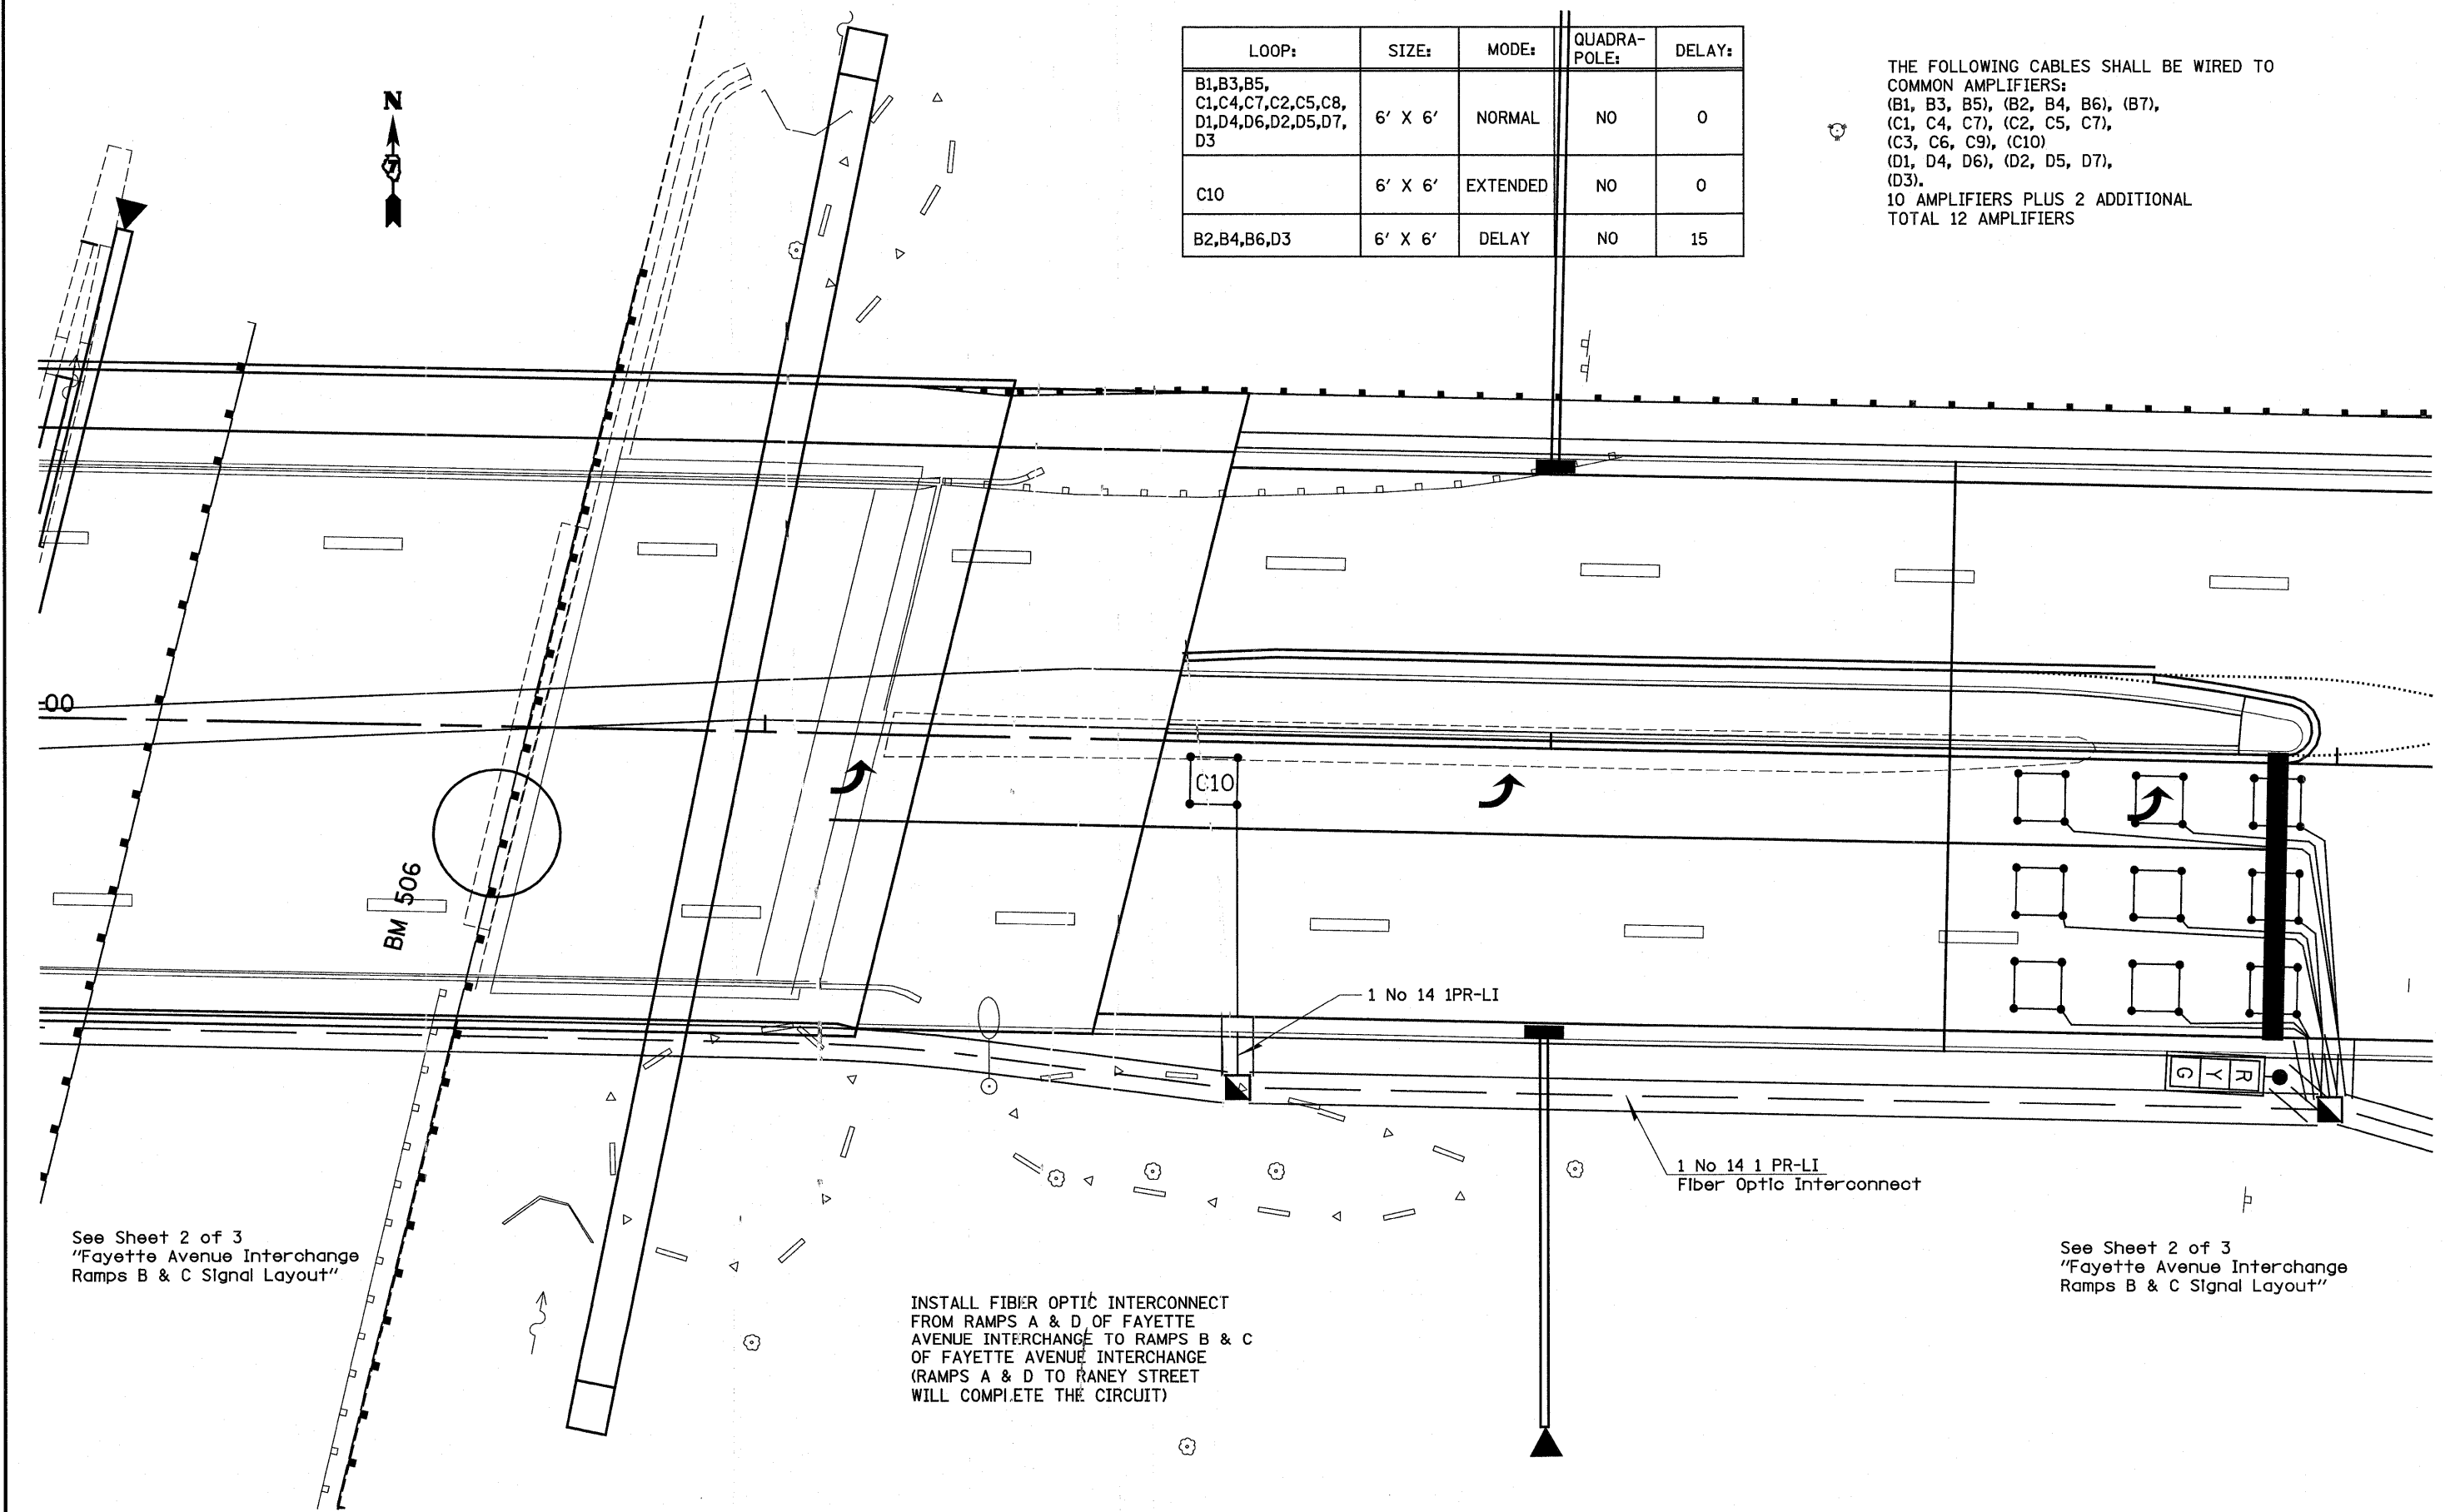 N
7
LOOP: SIZE: MODE: QUADRA-POLE: DELAY:
B1,B3,B5,
C1,C4,C7,C2,C5,C8,
D1,D4,D6,D2,D5,D7,
D3
6' X 6' NORMAL NO 0
C10 6' X 6' EXTENDED NO 0
B2,B4,B6,D3 6' X 6' DELAY NO 15
THE FOLLOWING CABLES SHALL BE WIRED TO
COMMON AMPLIFIERS:
(B1, B3, B5), (B2, B4, B6), (B7),
(C1, C4, C7), (C2, C5, C7),
(C3, C6, C9), (C10)
(D1, D4, D6), (D2, D5, D7),
(D3).
10 AMPLIFIERS PLUS 2 ADDITIONAL
TOTAL 12 AMPLIFIERS
-00
C10
BM 506
1 No 14 1PR-LI
G Y R
1 No 14 1 PR-LI
Fiber Optic Interconnect
See Sheet 2 of 3
"Fayette Avenue Interchange
Ramps B & C Signal Layout"
See Sheet 2 of 3
"Fayette Avenue Interchange
Ramps B & C Signal Layout"
INSTALL FIBER OPTIC INTERCONNECT
FROM RAMPS A & D OF FAYETTE
AVENUE INTERCHANGE TO RAMPS B & C
OF FAYETTE AVENUE INTERCHANGE
(RAMPS A & D TO RANEY STREET
WILL COMPLETE THE CIRCUIT)